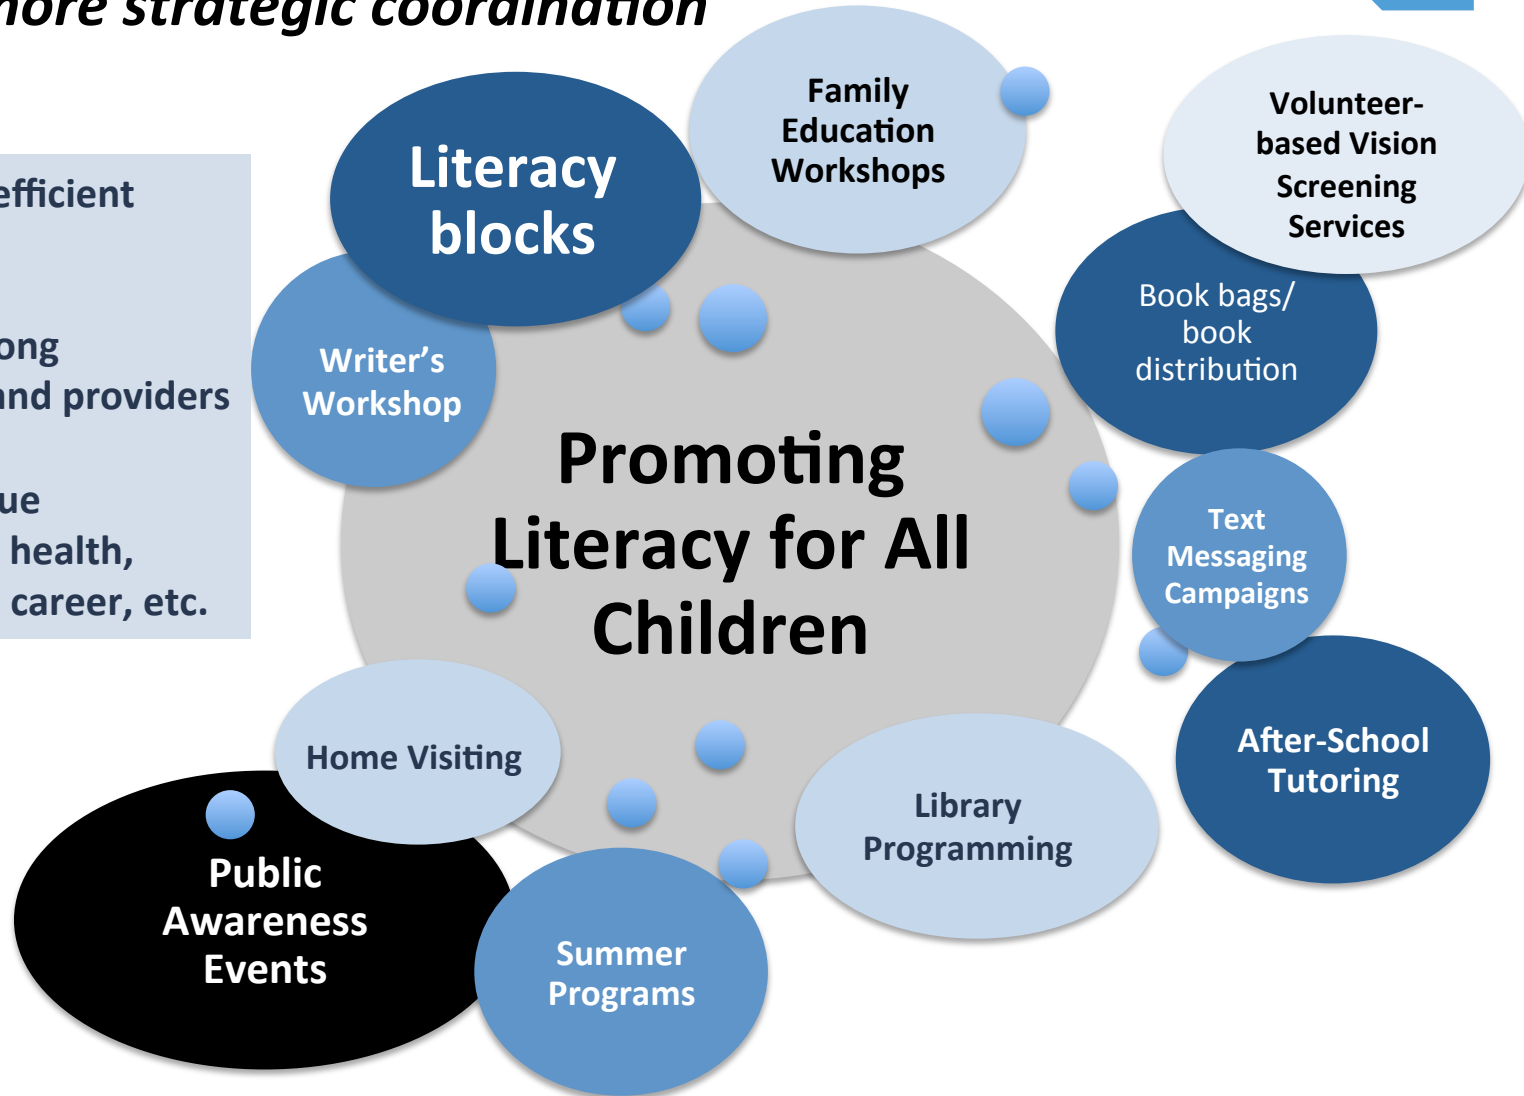 more strategic coordination
efficient
ong
and providers
ue
health,
career, etc.
Literacy
blocks
Family
Education
Workshops
Volunteer-
based Vision
Screening
Services
Writer’s
Workshop
Book bags/
book
distribution
Promoting
Literacy for All
Children
Text
Messaging
Campaigns
Home Visiting
After-School
Tutoring
Library
Programming
Public
Awareness
Events
Summer
Programs